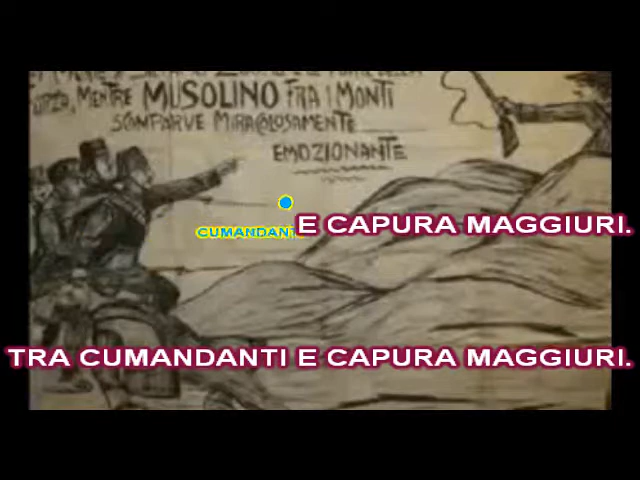 MENTRE MUSOLINO FRA I MONTI
SCOMPARVE MIRACOLOSAMENTE
EMOZIONANTE
CUMANDANTI E CAPURA MAGGIURI.
TRA CUMANDANTI E CAPURA MAGGIURI.